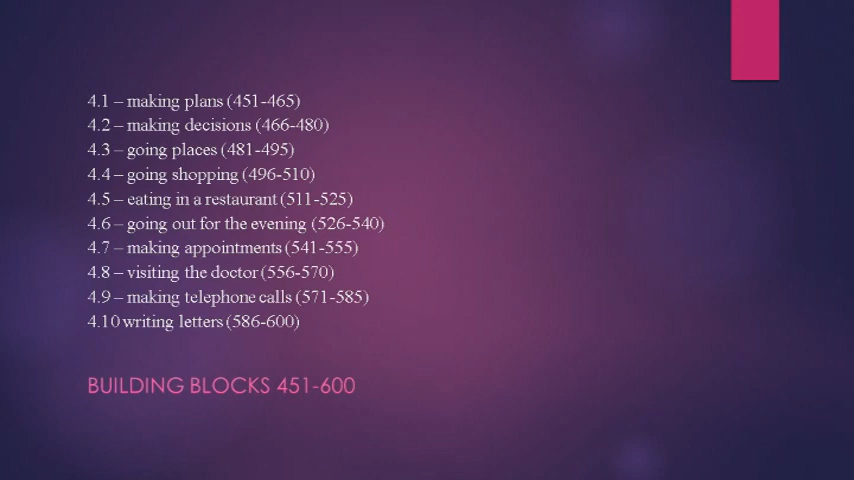 4.1 – making plans (451-465)
4.2 – making decisions (466-480)
4.3 – going places (481-495)
4.4 – going shopping (496-510)
4.5 – eating in a restaurant (511-525)
4.6 – going out for the evening (526-540)
4.7 – making appointments (541-555)
4.8 – visiting the doctor (556-570)
4.9 – making telephone calls (571-585)
4.10 writing letters (586-600)
BUILDING BLOCKS 451-600